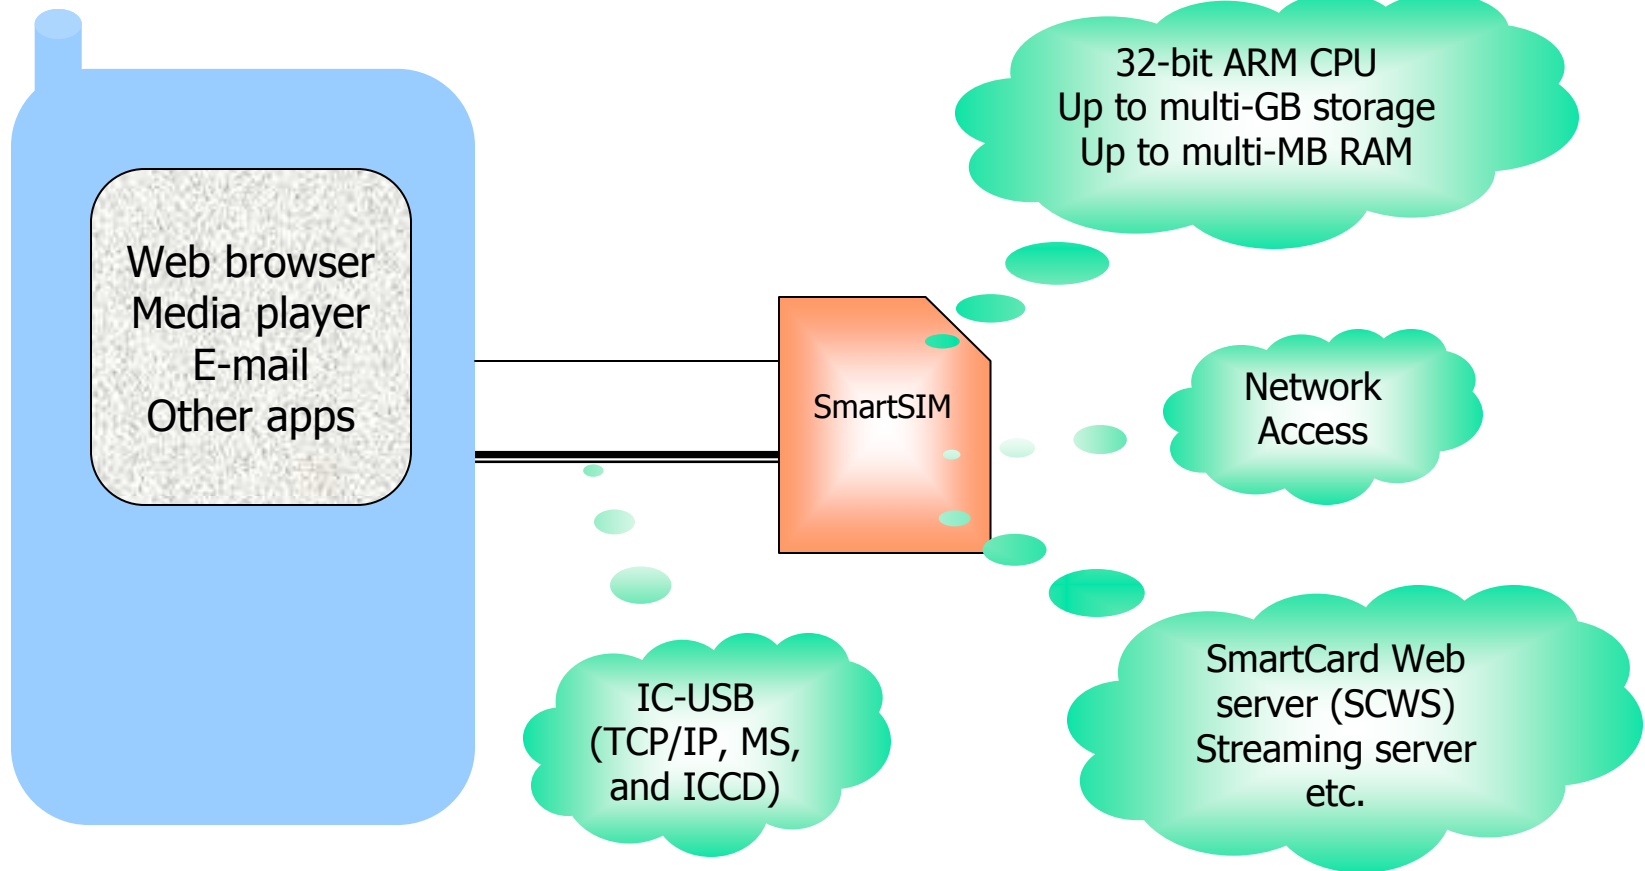 Web browser
Media player
E-mail
Other apps
SmartSIM
32-bit ARM CPU
Up to multi-GB storage
Up to multi-MB RAM
Network
Access
IC-USB
(TCP/IP, MS,
and ICCD)
SmartCard Web
server (SCWS)
Streaming server
etc.